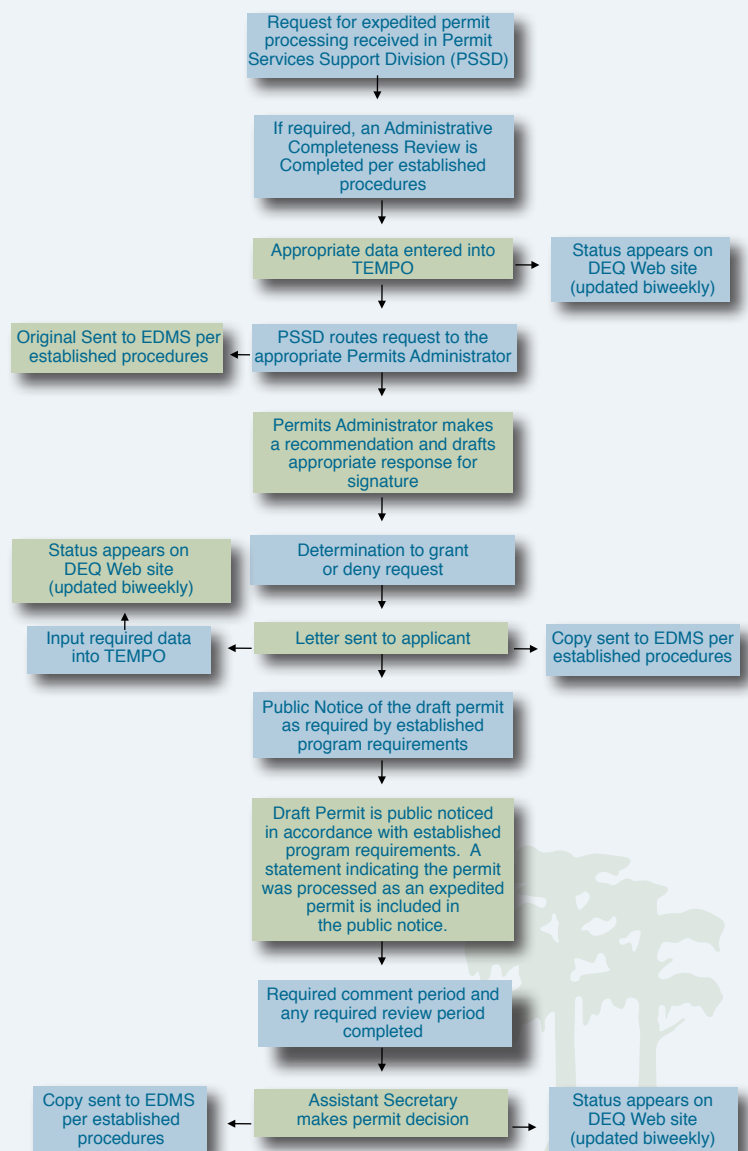 Request for expedited permit
processing received in Permit
Services Support Division (PSSD)
If required, an Administrative
Completeness Review is
Completed per established
procedures
Appropriate data entered into
TEMPO
Status appears on
DEQ Web site
(updated biweekly)
Original Sent to EDMS per
established procedures
PSSD routes request to the
appropriate Permits Administrator
Permits Administrator makes
a recommendation and drafts
appropriate response for
signature
Determination to grant
or deny request
Status appears on
DEQ Web site
(updated biweekly)
Input required data
into TEMPO
Letter sent to applicant
Copy sent to EDMS per
established procedures
Public Notice of the draft permit
as required by established
program requirements
Draft Permit is public noticed
in accordance with established
program requirements. A
statement indicating the permit
was processed as an expedited
permit is included in
the public notice.
Required comment period and
any required review period
completed
Copy sent to EDMS
per established
procedures
Assistant Secretary
makes permit decision
Status appears on
DEQ Web site
(updated biweekly)